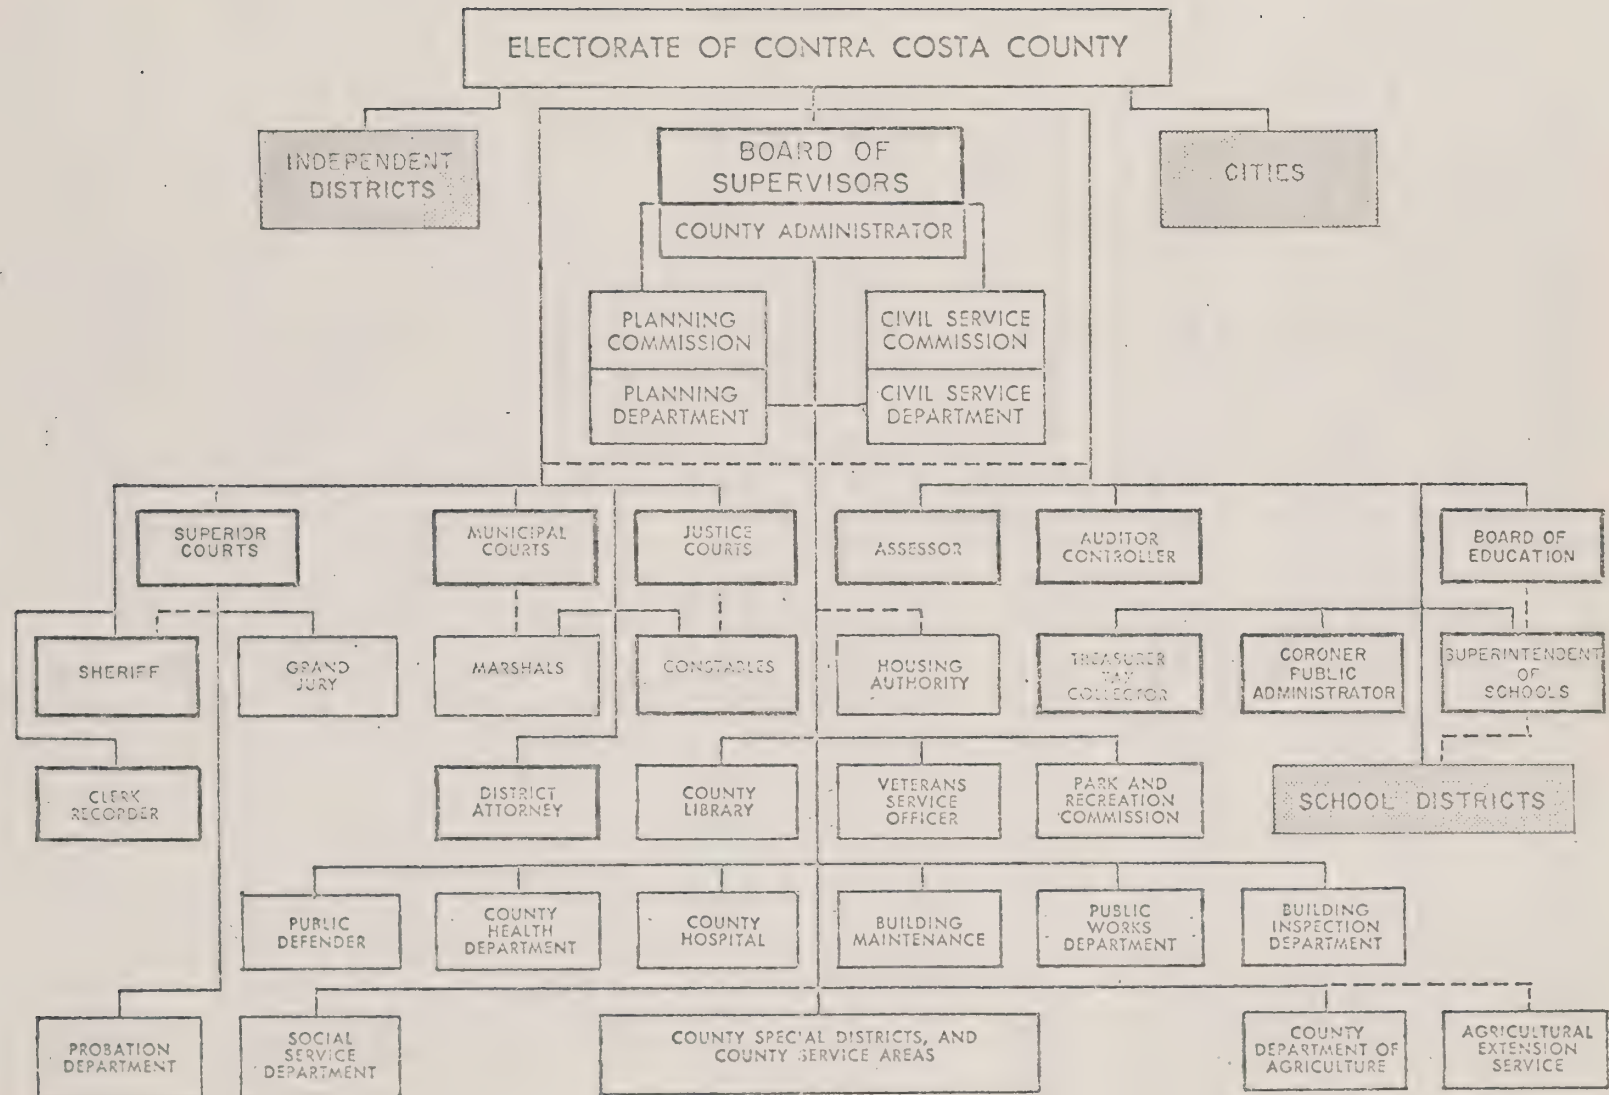 ELECTORATE OF CONTRA COSTA COUNTY
INDEPENDENT
DISTRICTS
BOARD OF
SUPERVISORS
CITIES
COUNTY ADMINISTRATOR
PLANNING
COMMISSION
CIVIL SERVICE
COMMISSION
PLANNING
DEPARTMENT
CIVIL SERVICE
DEPARTMENT
SUPERIOR
COURTS
MUNICIPAL
COURTS
JUSTICE
COURTS
ASSESSOR
AUDITOR
CONTROLLER
BOARD OF
EDUCATION
SHERIFF
GRAND
JURY
MARSHALS
CONSTABLES
HOUSING
AUTHORITY
TREASURER
TAX
COLLECTOR
CORONER
PUBLIC
ADMINISTRATOR
SUPERINTENDENT
OF
SCHOOLS
CLERK
RECORDER
DISTRICT
ATTORNEY
COUNTY
LIBRARY
VETERANS
SERVICE
OFFICER
PARK AND
RECREATION
COMMISSION
SCHOOL DISTRICTS
PUBLIC
DEFENDER
COUNTY
HEALTH
DEPARTMENT
COUNTY
HOSPITAL
BUILDING
MAINTENANCE
PUBLIC
WORKS
DEPARTMENT
BUILDING
INSPECTION
DEPARTMENT
PROBATION
DEPARTMENT
SOCIAL
SERVICE
DEPARTMENT
COUNTY SPECIAL DISTRICTS, AND
COUNTY SERVICE AREAS
COUNTY
DEPARTMENT OF
AGRICULTURE
AGRICULTURAL
EXTENSION
SERVICE